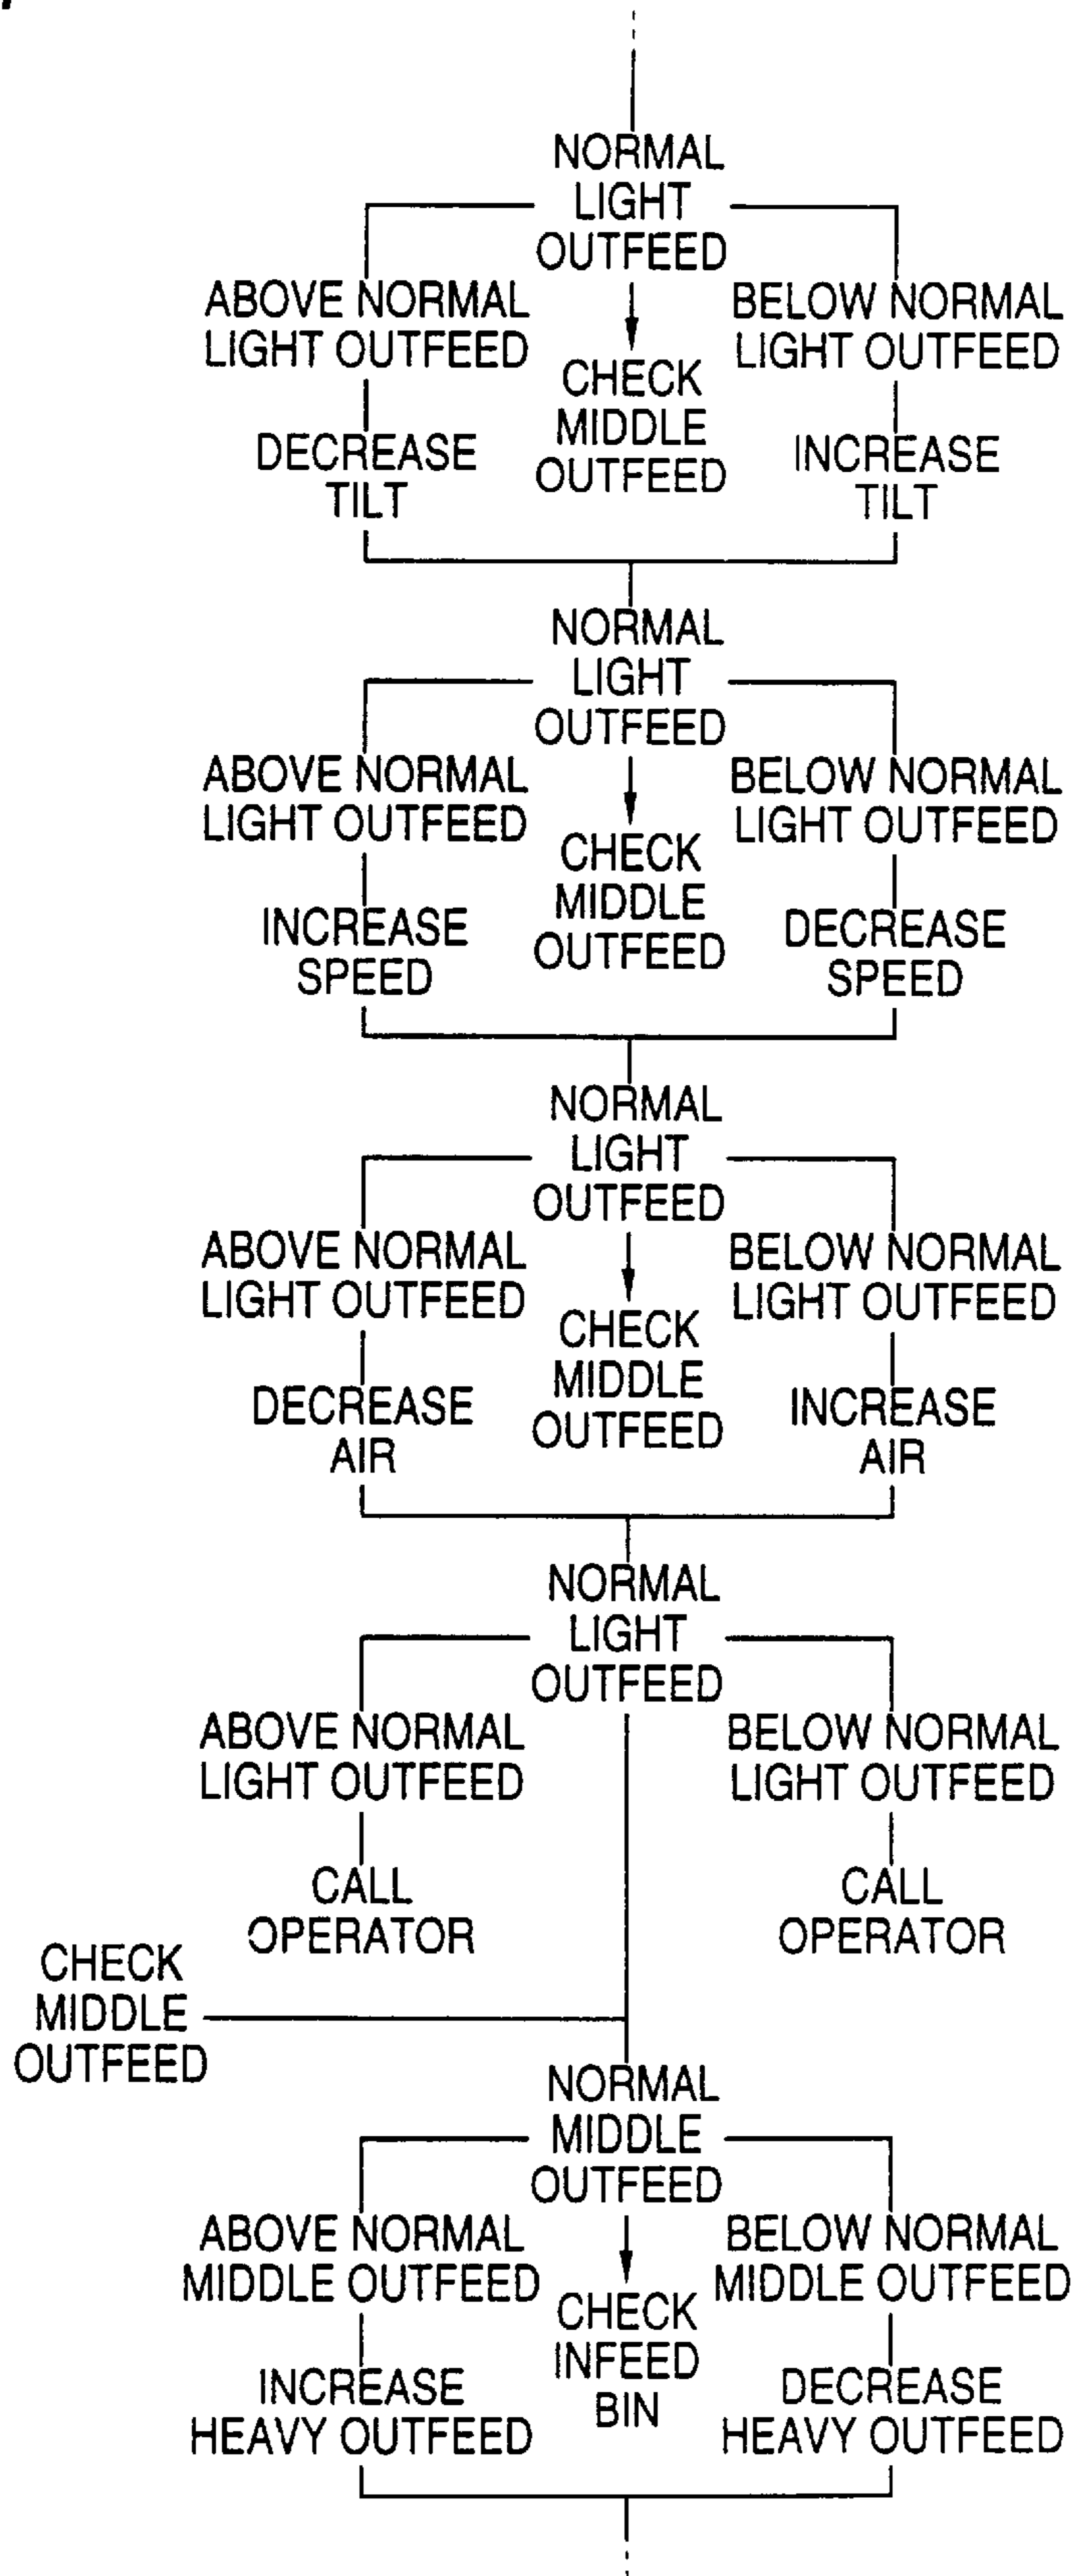 NORMAL
LIGHT
OUTFEED
ABOVE NORMAL
LIGHT OUTFEED
DECREASE
TILT
CHECK
MIDDLE
OUTFEED
BELOW NORMAL
LIGHT OUTFEED
INCREASE
TILT
NORMAL
LIGHT
OUTFEED
ABOVE NORMAL
LIGHT OUTFEED
INCREASE
SPEED
CHECK
MIDDLE
OUTFEED
BELOW NORMAL
LIGHT OUTFEED
DECREASE
SPEED
NORMAL
LIGHT
OUTFEED
ABOVE NORMAL
LIGHT OUTFEED
DECREASE
AIR
CHECK
MIDDLE
OUTFEED
BELOW NORMAL
LIGHT OUTFEED
INCREASE
AIR
NORMAL
LIGHT
OUTFEED
ABOVE NORMAL
LIGHT OUTFEED
CALL
OPERATOR
BELOW NORMAL
LIGHT OUTFEED
CALL
OPERATOR
CHECK
MIDDLE
OUTFEED
NORMAL
MIDDLE
OUTFEED
ABOVE NORMAL
MIDDLE OUTFEED
INCREASE
HEAVY OUTFEED
CHECK
INFEED
BIN
BELOW NORMAL
MIDDLE OUTFEED
DECREASE
HEAVY OUTFEED